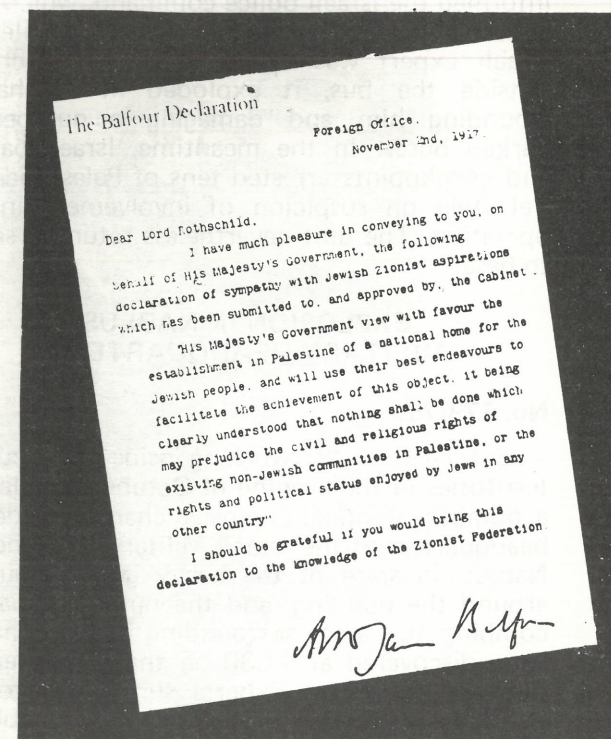 The Balfour Declaration
Foreign Office.
November 2nd, 1917.
Dear Lord Rothschild,
I have much pleasure in conveying to you, on
behalf of His Majesty's Government, the following
declaration of sympathy with Jewish Zionist aspirations
which has been submitted to, and approved by, the Cabinet.
"His Majesty's Government view with favour the
establishment in Palestine of a national home for the
Jewish people, and will use their best endeavours to
facilitate the achievement of this object, it being
clearly understood that nothing shall be done which
may prejudice the civil and religious rights of
existing non-Jewish communities in Palestine, or the
rights and political status enjoyed by Jews in any
other country"
I should be grateful if you would bring this
declaration to the knowledge of the Zionist Federation